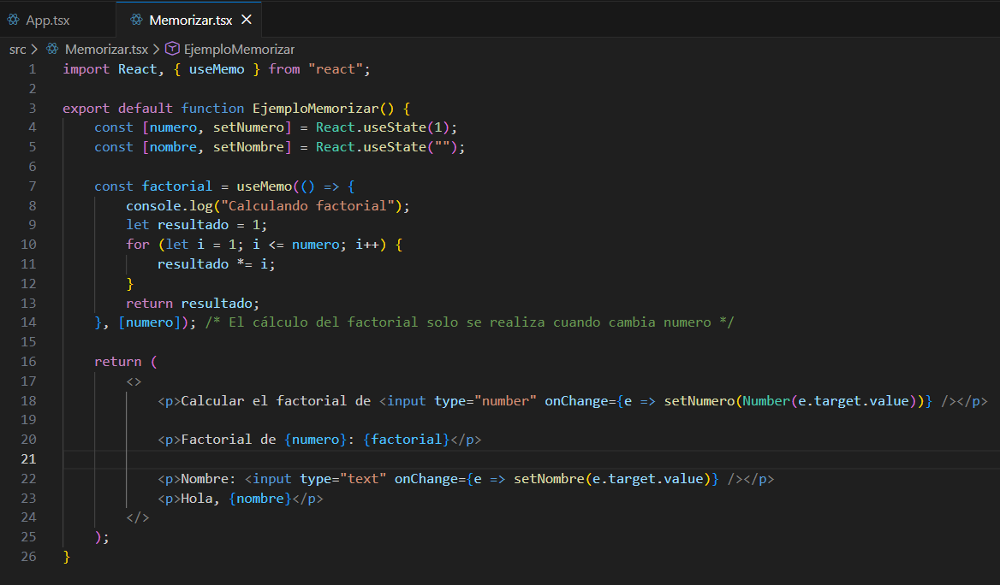 App.tsx
Memorizar.tsx
src > Memorizar.tsx > EjemploMemorizar
1 import React, { useMemo } from "react";
2
3 export default function EjemploMemorizar() {
4     const [numero, setNumero] = React.useState(1);
5     const [nombre, setNombre] = React.useState("");
6
7     const factorial = useMemo(() => {
8         console.log("Calculando factorial");
9         let resultado = 1;
10         for (let i = 1; i <= numero; i++) {
11             resultado *= i;
12         }
13         return resultado;
14     }, [numero]); /* El cálculo del factorial solo se realiza cuando cambia numero */
15
16     return (
17         <>
18             <p>Calcular el factorial de <input type="number" onChange={e => setNumero(Number(e.target.value))} /></p>
19
20             <p>Factorial de {numero}: {factorial}</p>
21
22             <p>Nombre: <input type="text" onChange={e => setNombre(e.target.value)} /></p>
23             <p>Hola, {nombre}</p>
24         </>
25     );
26 }